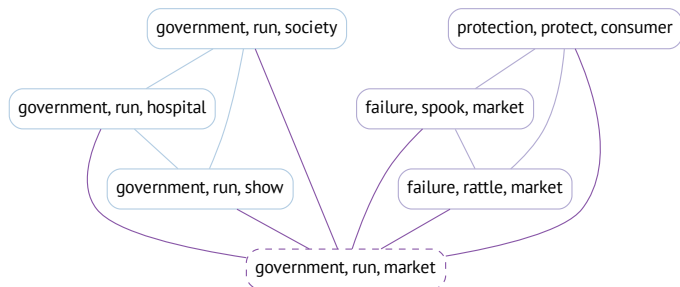 government, run, society
protection, protect, consumer
government, run, hospital
failure, spook, market
government, run, show
failure, rattle, market
government, run, market